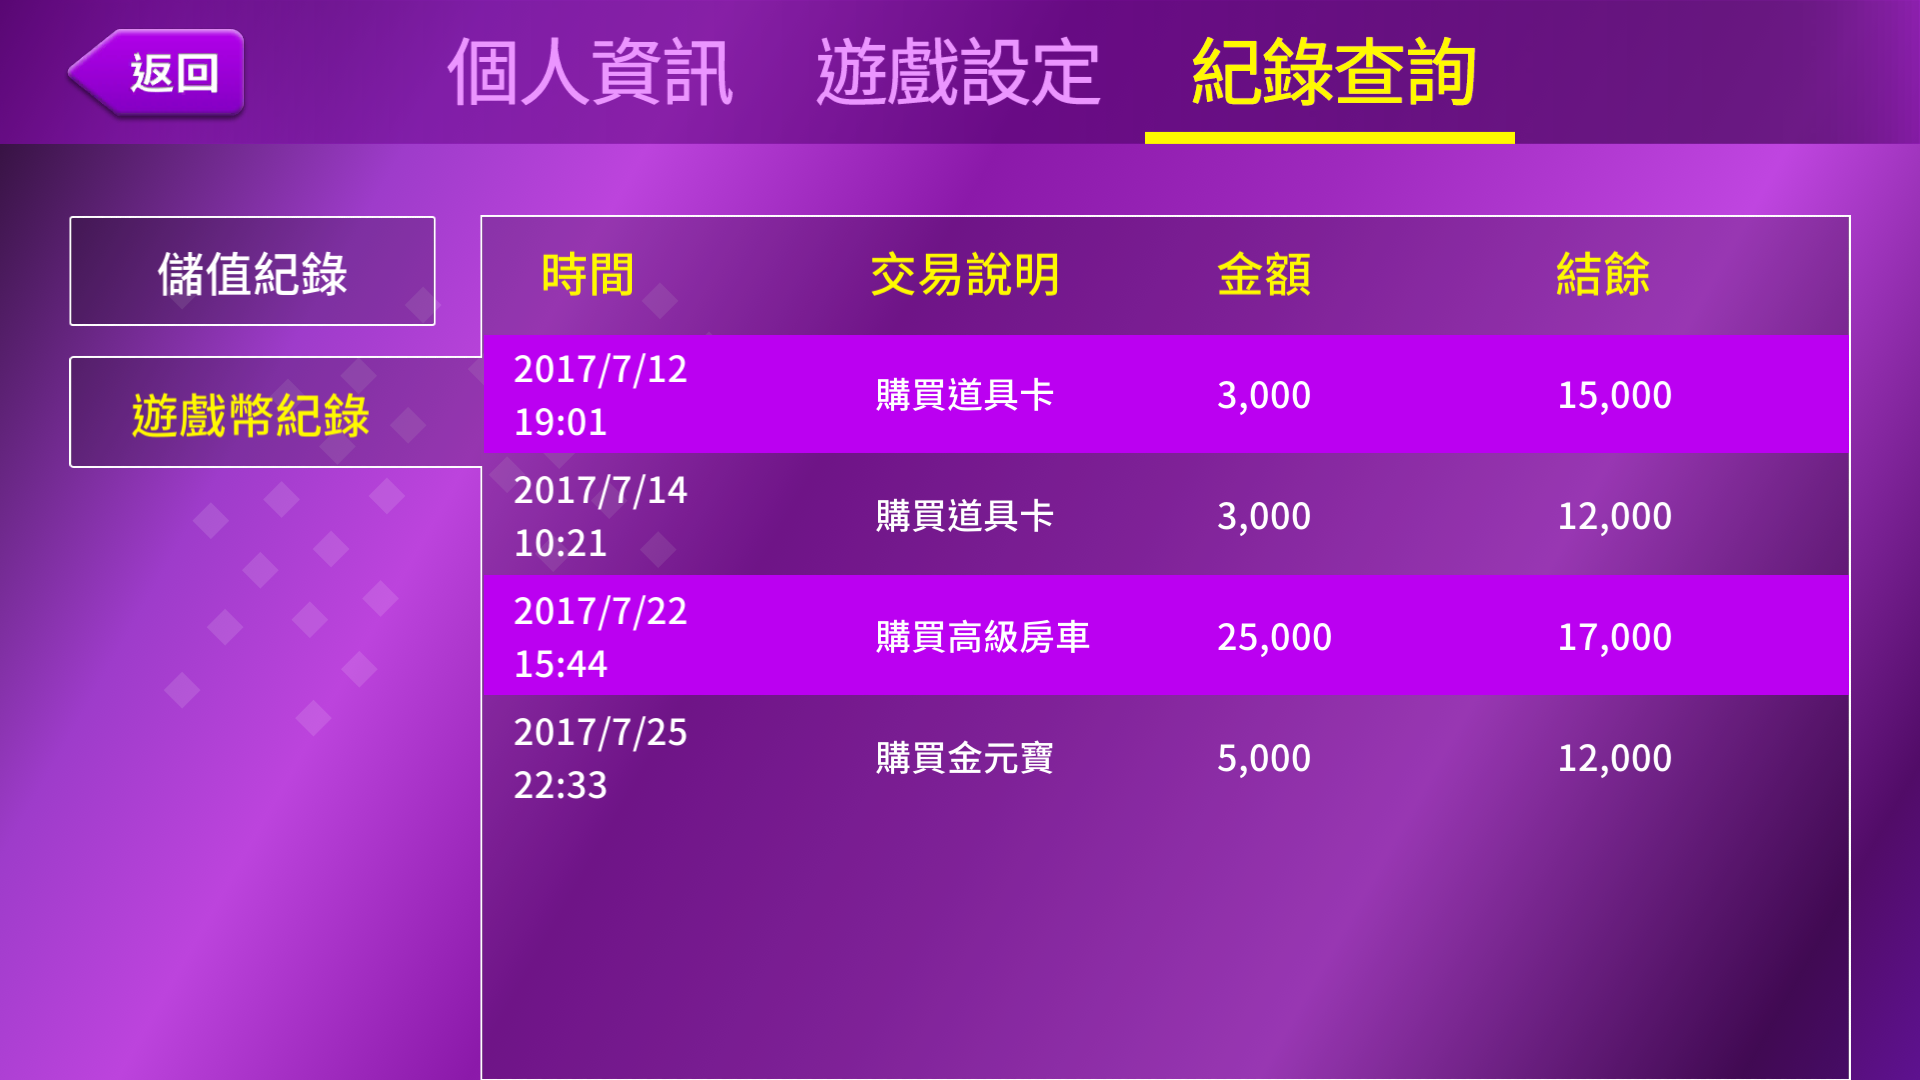 返回
個人資訊 遊戲設定 紀錄查詢
儲值紀錄
遊戲幣紀錄
時間 交易說明 金額 結餘
2017/7/12
19:01
購買道具卡 3,000 15,000
2017/7/14
10:21
購買道具卡 3,000 12,000
2017/7/22
15:44
購買高級房車 25,000 17,000
2017/7/25
22:33
購買金元寶 5,000 12,000